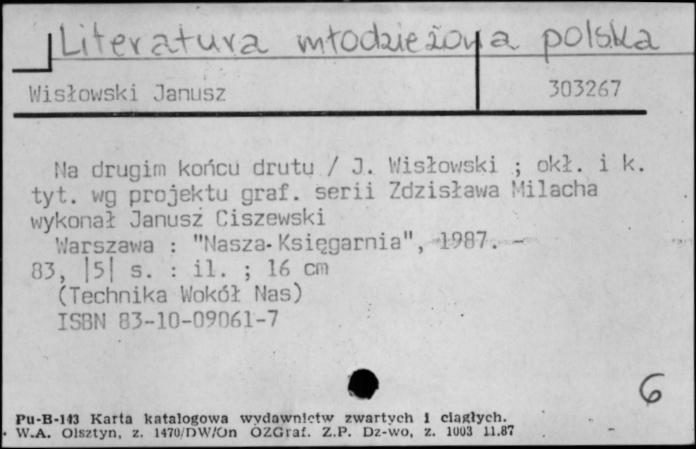 Literatura młodzieżowa polska
Wisłowski Janusz 303267
Na drugim końcu drutu / J. Wisłowski ; okł. i k.
tyt. wg projektu graf. serii Zdzisława Milacha
wykonał Janusz Ciszewski
Warszawa : "Nasza Księgarnia", 1987. -
83, |5| s. : il. ; 16 cm
(Technika Wokół Nas)
ISBN 83-10-09061-7
6
Pu-B-143 Karta katalogowa wydawnictw zwartych i ciągłych.
W.A. Olsztyn, z. 1470/DW/On OZGraf. Z.P. Dz-wo, z. 1003 11.87